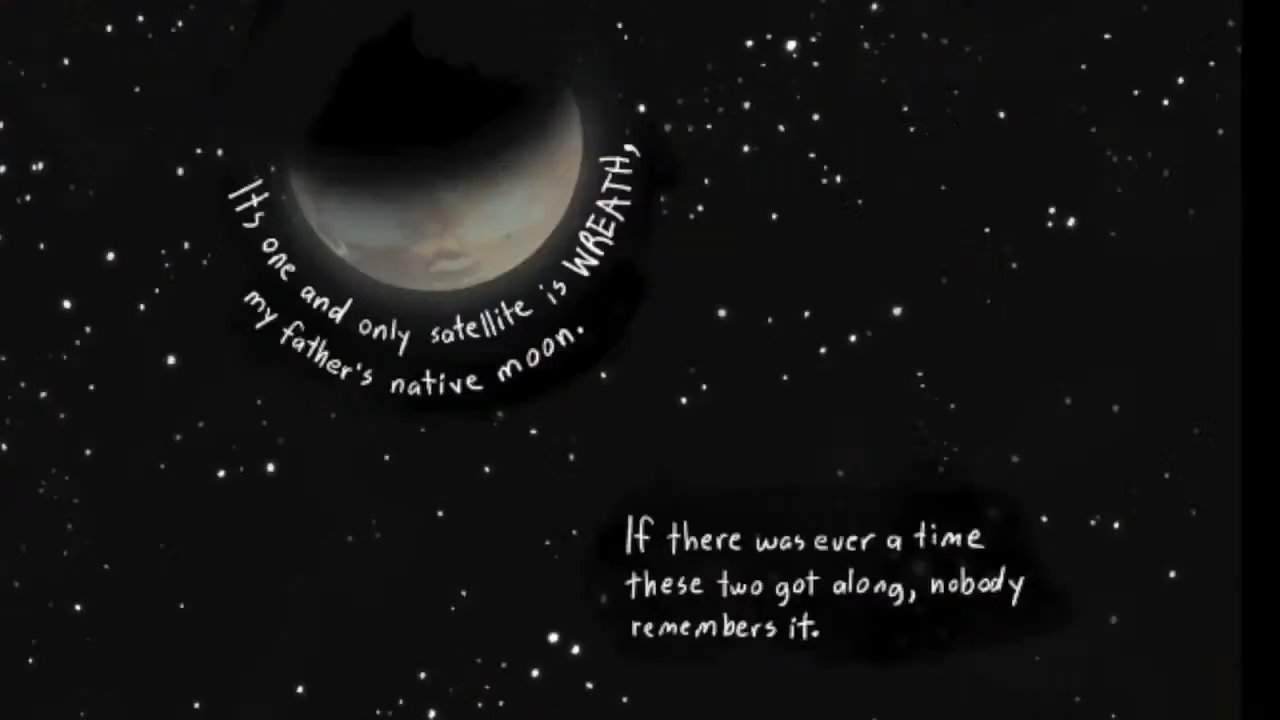 Its one and only satellite is WREATH,
my father's native moon.
If there was ever a time
these two got along, nobody
remembers it.